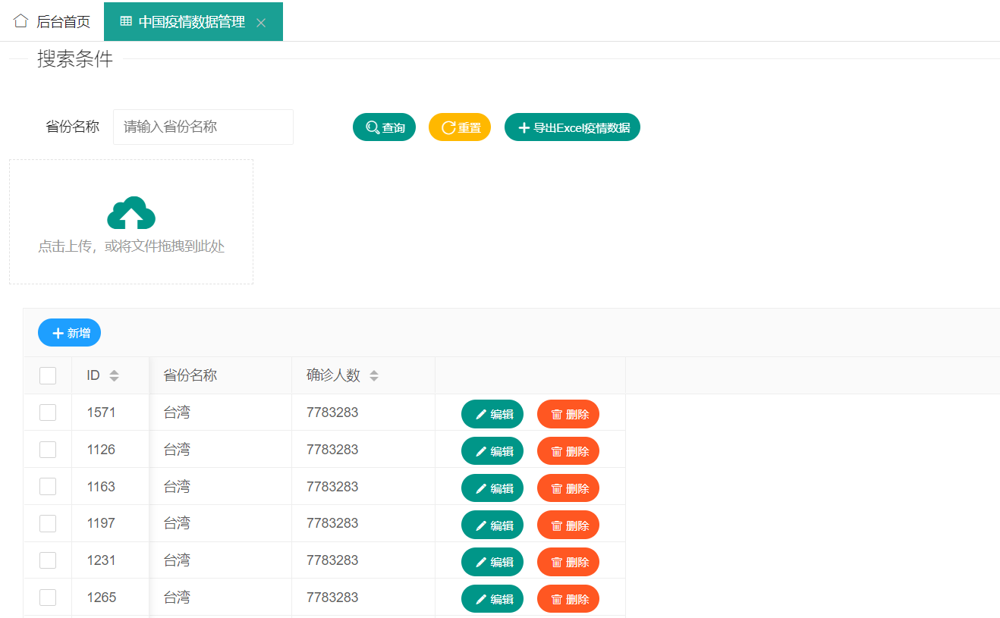 后台首页 中国疫情数据管理
搜索条件
省份名称 请输入省份名称 查询 重置 导出Excel疫情数据
点击上传，或将文件拖拽到此处
新增
ID 省份名称 确诊人数
1571 台湾 7783283 编辑 删除
1126 台湾 7783283 编辑 删除
1163 台湾 7783283 编辑 删除
1197 台湾 7783283 编辑 删除
1231 台湾 7783283 编辑 删除
1265 台湾 7783283 编辑 删除